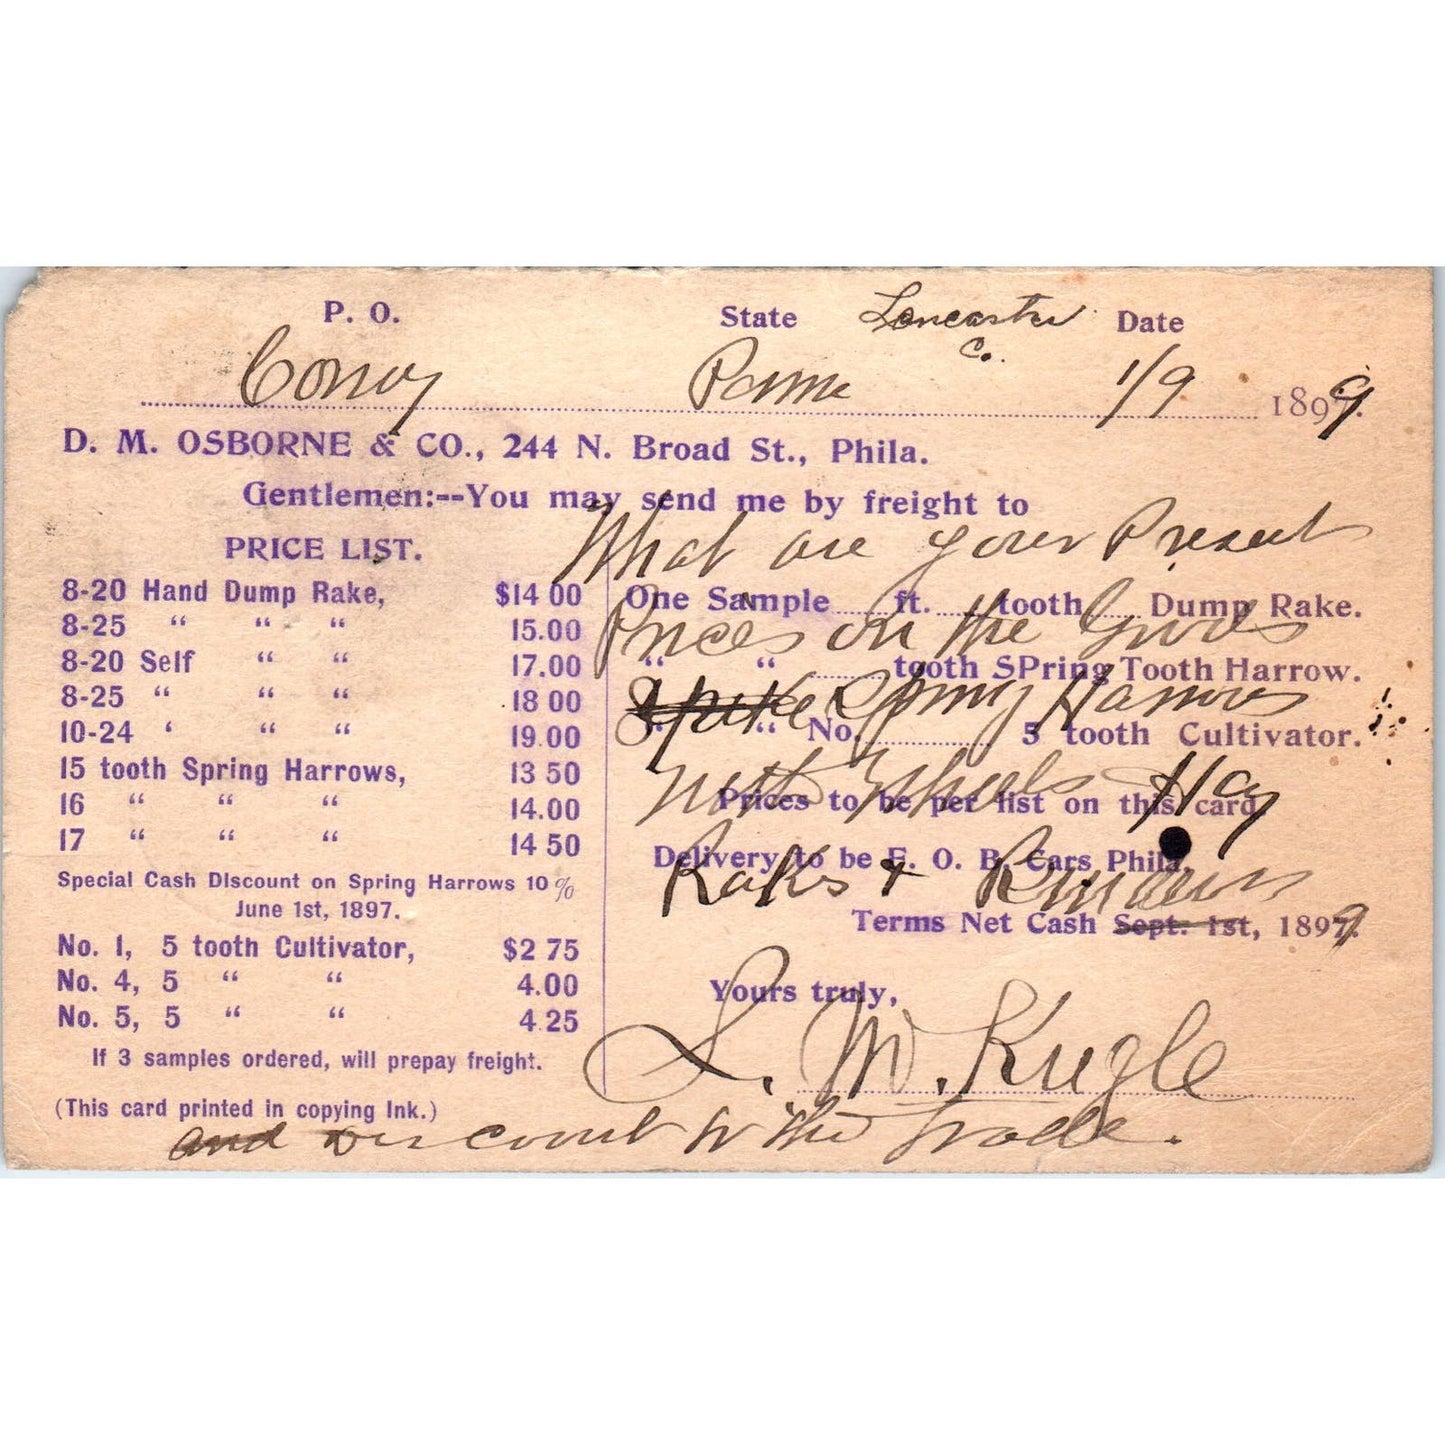 P. O. State Lencaster Co. Date
Conoy Penna 1/9 1899.
D. M. OSBORNE & CO., 244 N. Broad St., Phila.
Gentlemen:--You may send me by freight to
What are your Present
PRICE LIST.
8-20 Hand Dump Rake, $14 00
8-25 “ “ “ 15.00
8-20 Self “ “ 17.00
8-25 “ “ “ 18 00
10-24 ‘ “ “ 19.00
15 tooth Spring Harrows, 13 50
16 “ “ “ 14.00
17 “ “ “ 14 50
Special Cash DIscount on Spring Harrows 10 %
June 1st, 1897.
No. 1, 5 tooth Cultivator, $2 75
No. 4, 5 “ “ 4.00
No. 5, 5 “ “ 4 25
If 3 samples ordered, will prepay freight.
(This card printed in copying Ink.)
One Sample ft. tooth Dump Rake.
Prices on the Goods
“ “ tooth SPring Tooth Harrow.
Spike Spring Harrows
“ “ No. 5 tooth Cultivator.
with Wheels Hay
Prices to be per list on this card
Delivery to be F. O. B. Cars Phila.
Rakes +
Terms Net Cash Sept. 1st, 1899.
Yours truly,
S. M. Kugle
and discount to the Trade.